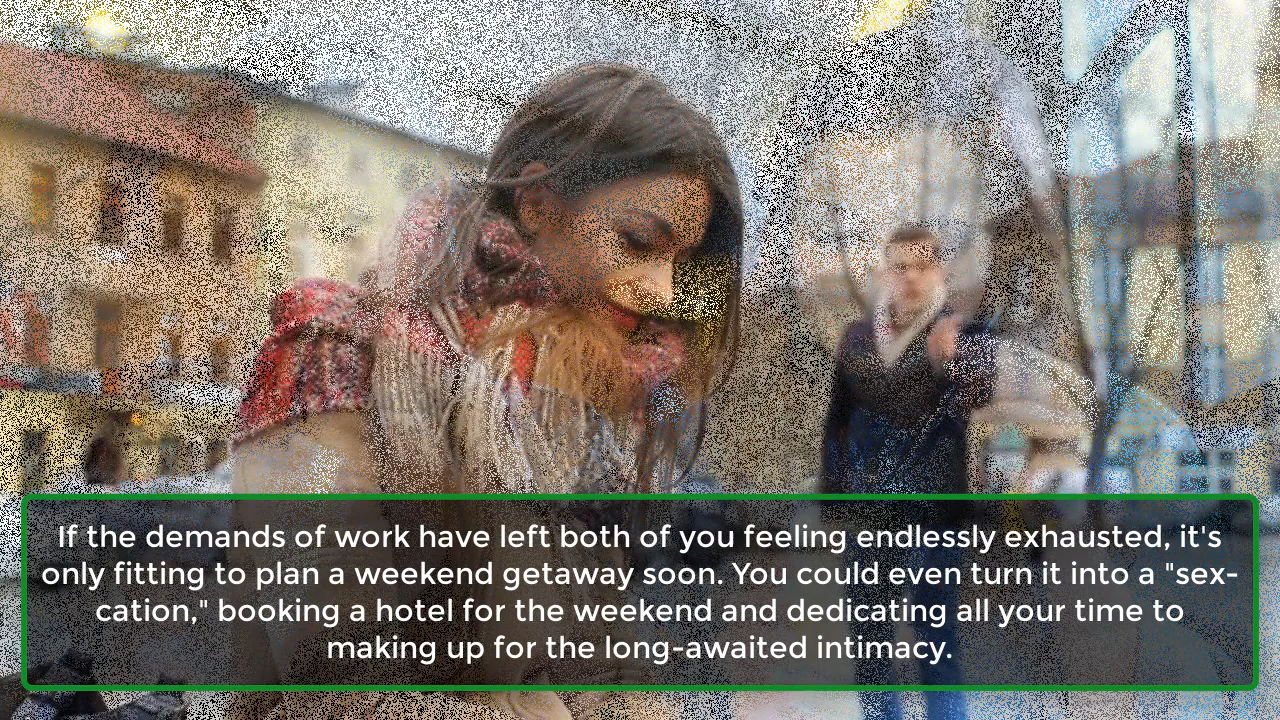 If the demands of work have left both of you feeling endlessly exhausted, it's
only fitting to plan a weekend getaway soon. You could even turn it into a "sex-
cation," booking a hotel for the weekend and dedicating all your time to
making up for the long-awaited intimacy.